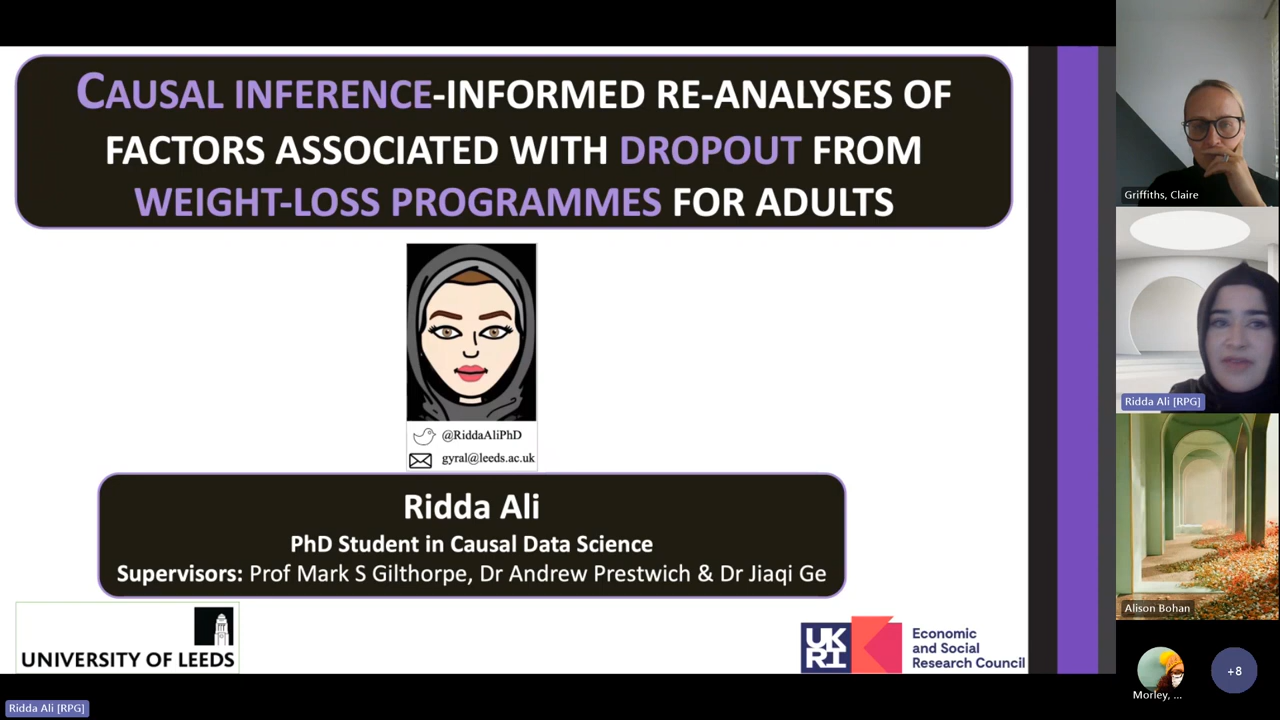 CAUSAL INFERENCE-INFORMED RE-ANALYSES OF
FACTORS ASSOCIATED WITH DROPOUT FROM
WEIGHT-LOSS PROGRAMMES FOR ADULTS
@RiddaAliPhD
gyral@leeds.ac.uk
Ridda Ali
PhD Student in Causal Data Science
Supervisors: Prof Mark S Gilthorpe, Dr Andrew Prestwich & Dr Jiaqi Ge
UNIVERSITY OF LEEDS
UK
RI
Economic
and Social
Research Council
Ridda Ali [RPG]
Griffiths, Claire
Ridda Ali [RPG]
Alison Bohan
Morley, ...
+8